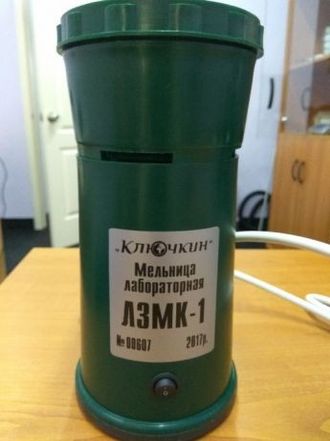 „Ключкин"
Мельница
лабораторная
ЛЗМК-1
№ 00607 2017г.